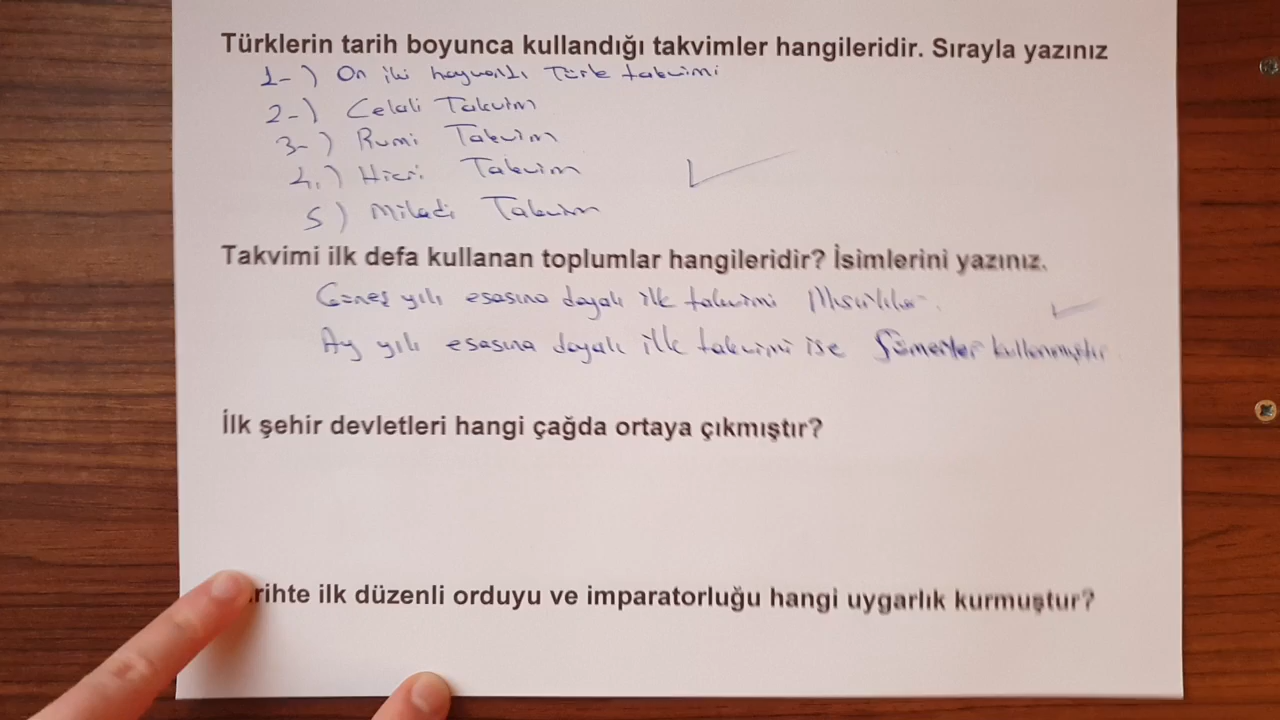 Türklerin tarih boyunca kullandığı takvimler hangileridir. Sırayla yazınız
1-) On iki hayvanlı Türk takvimi
2-) Celali Takvim
3-) Rumi Takvim
4.) Hicri Takvim
5) Miladi Takvim
Takvimi ilk defa kullanan toplumlar hangileridir? İsimlerini yazınız.
Güneş yılı esasına dayalı ilk takvimi Mısırlılar.
Ay yılı esasına dayalı ilk takvimi ise Sümerler kullanmıştır
İlk şehir devletleri hangi çağda ortaya çıkmıştır?
rihte ilk düzenli orduyu ve imparatorluğu hangi uygarlık kurmuştur?